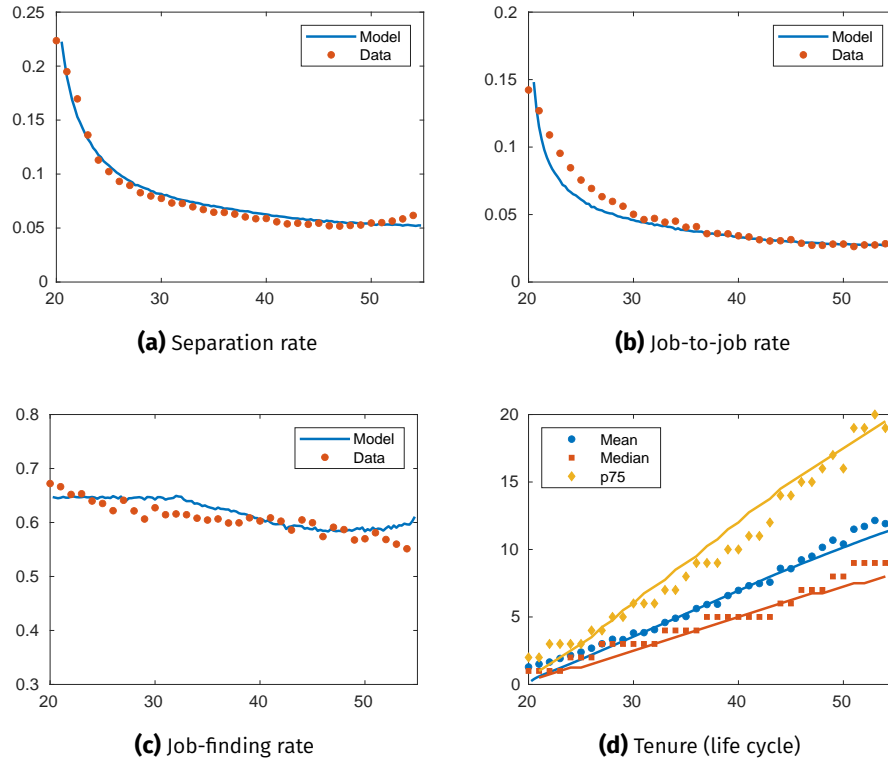 0.25
0.2
0.15
0.1
0.05
0
20 30 40 50
Model
Data
(a) Separation rate
0.2
0.15
0.1
0.05
0
20 30 40 50
Model
Data
(b) Job-to-job rate
0.8
0.7
0.6
0.5
0.4
0.3
20 30 40 50
Model
Data
(c) Job-finding rate
20
15
10
5
0
20 30 40 50
Mean
Median
p75
(d) Tenure (life cycle)